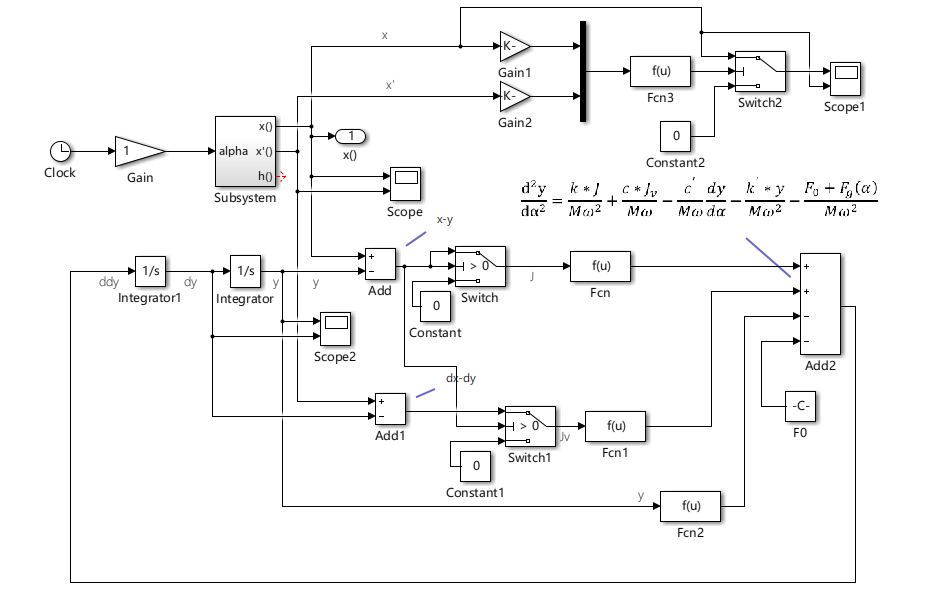 x
K-
Gain1
f(u)
Fcn3
Switch2
Scope1
x'
K-
Gain2
0
Constant2
Clock
1
Gain
alpha
x()
x'()
h()
Subsystem
1
x()
Scope
d²y/dα² = k * J/Mω² + c * Jᵥ/Mω − c'/Mω dy/dα − k' * y/Mω² − F₀ + F₉(α)/Mω²
x-y
+
−
Add
> 0
Switch
J
f(u)
Fcn
0
Constant
ddy
1/s
Integrator1
dy
1/s
Integrator
y
y
Scope2
+
+
−
−
Add2
-C-
F0
dx-dy
+
−
Add1
> 0
Switch1
Jv
f(u)
Fcn1
0
Constant1
y
f(u)
Fcn2